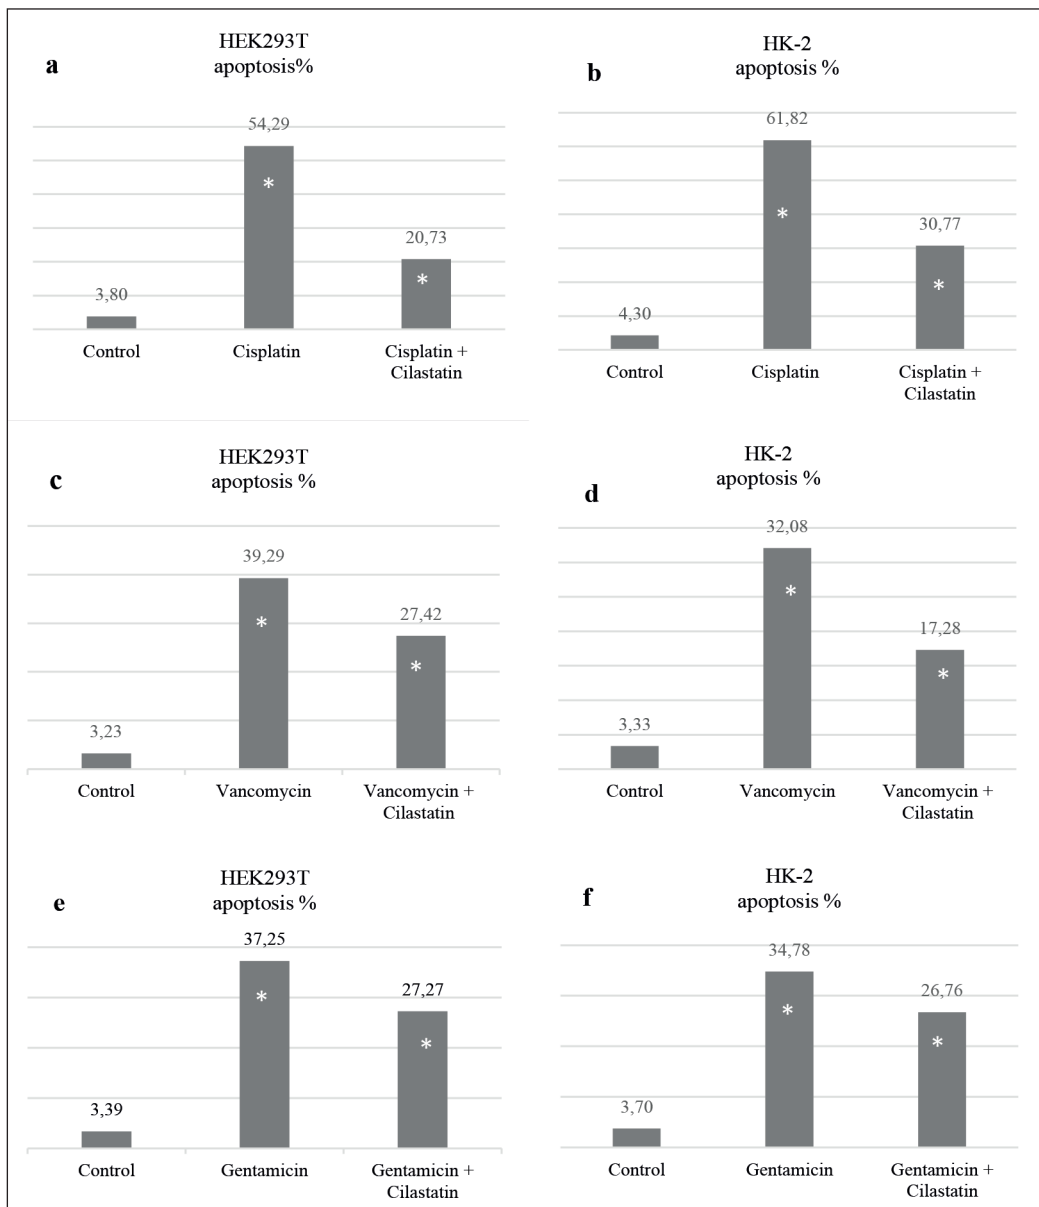 a
HEK293T
apoptosis%
54,29
*
20,73
*
3,80
Control
Cisplatin
Cisplatin +
Cilastatin
b
HK-2
apoptosis %
61,82
*
30,77
*
4,30
Control
Cisplatin
Cisplatin +
Cilastatin
c
HEK293T
apoptosis %
39,29
*
27,42
*
3,23
Control
Vancomycin
Vancomycin +
Cilastatin
d
HK-2
apoptosis %
32,08
*
17,28
*
3,33
Control
Vancomycin
Vancomycin +
Cilastatin
e
HEK293T
apoptosis %
37,25
*
27,27
*
3,39
Control
Gentamicin
Gentamicin +
Cilastatin
f
HK-2
apoptosis %
34,78
*
26,76
*
3,70
Control
Gentamicin
Gentamicin +
Cilastatin